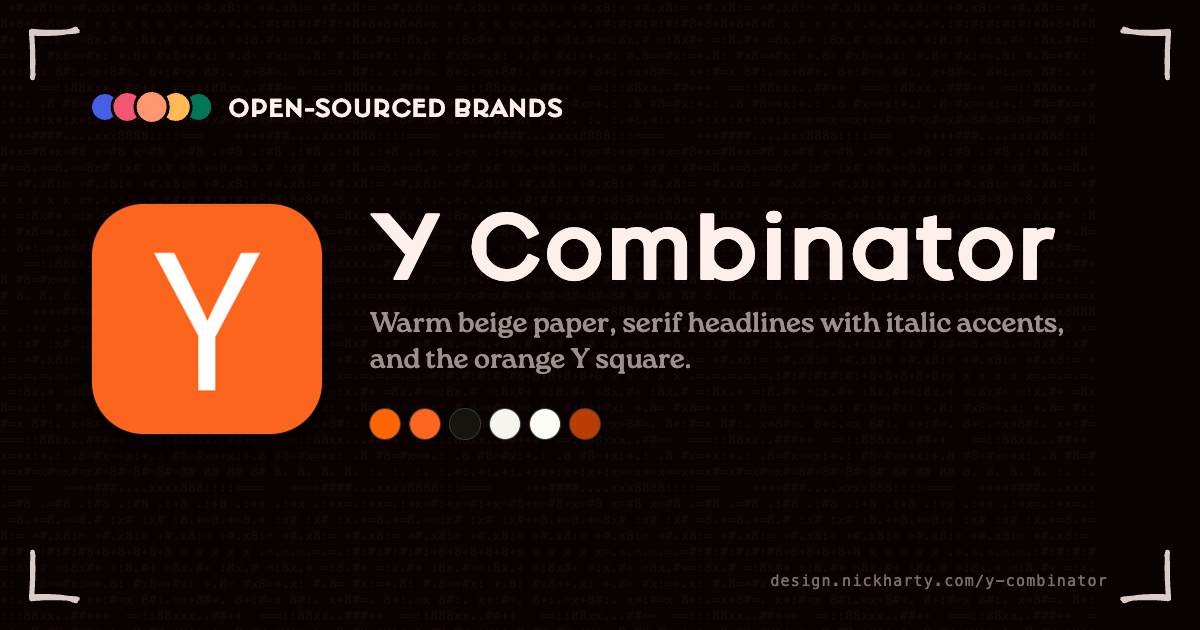 OPEN-SOURCED BRANDS
Y
Y Combinator
Warm beige paper, serif headlines with italic accents,
and the orange Y square.
design.nickharty.com/y-combinator